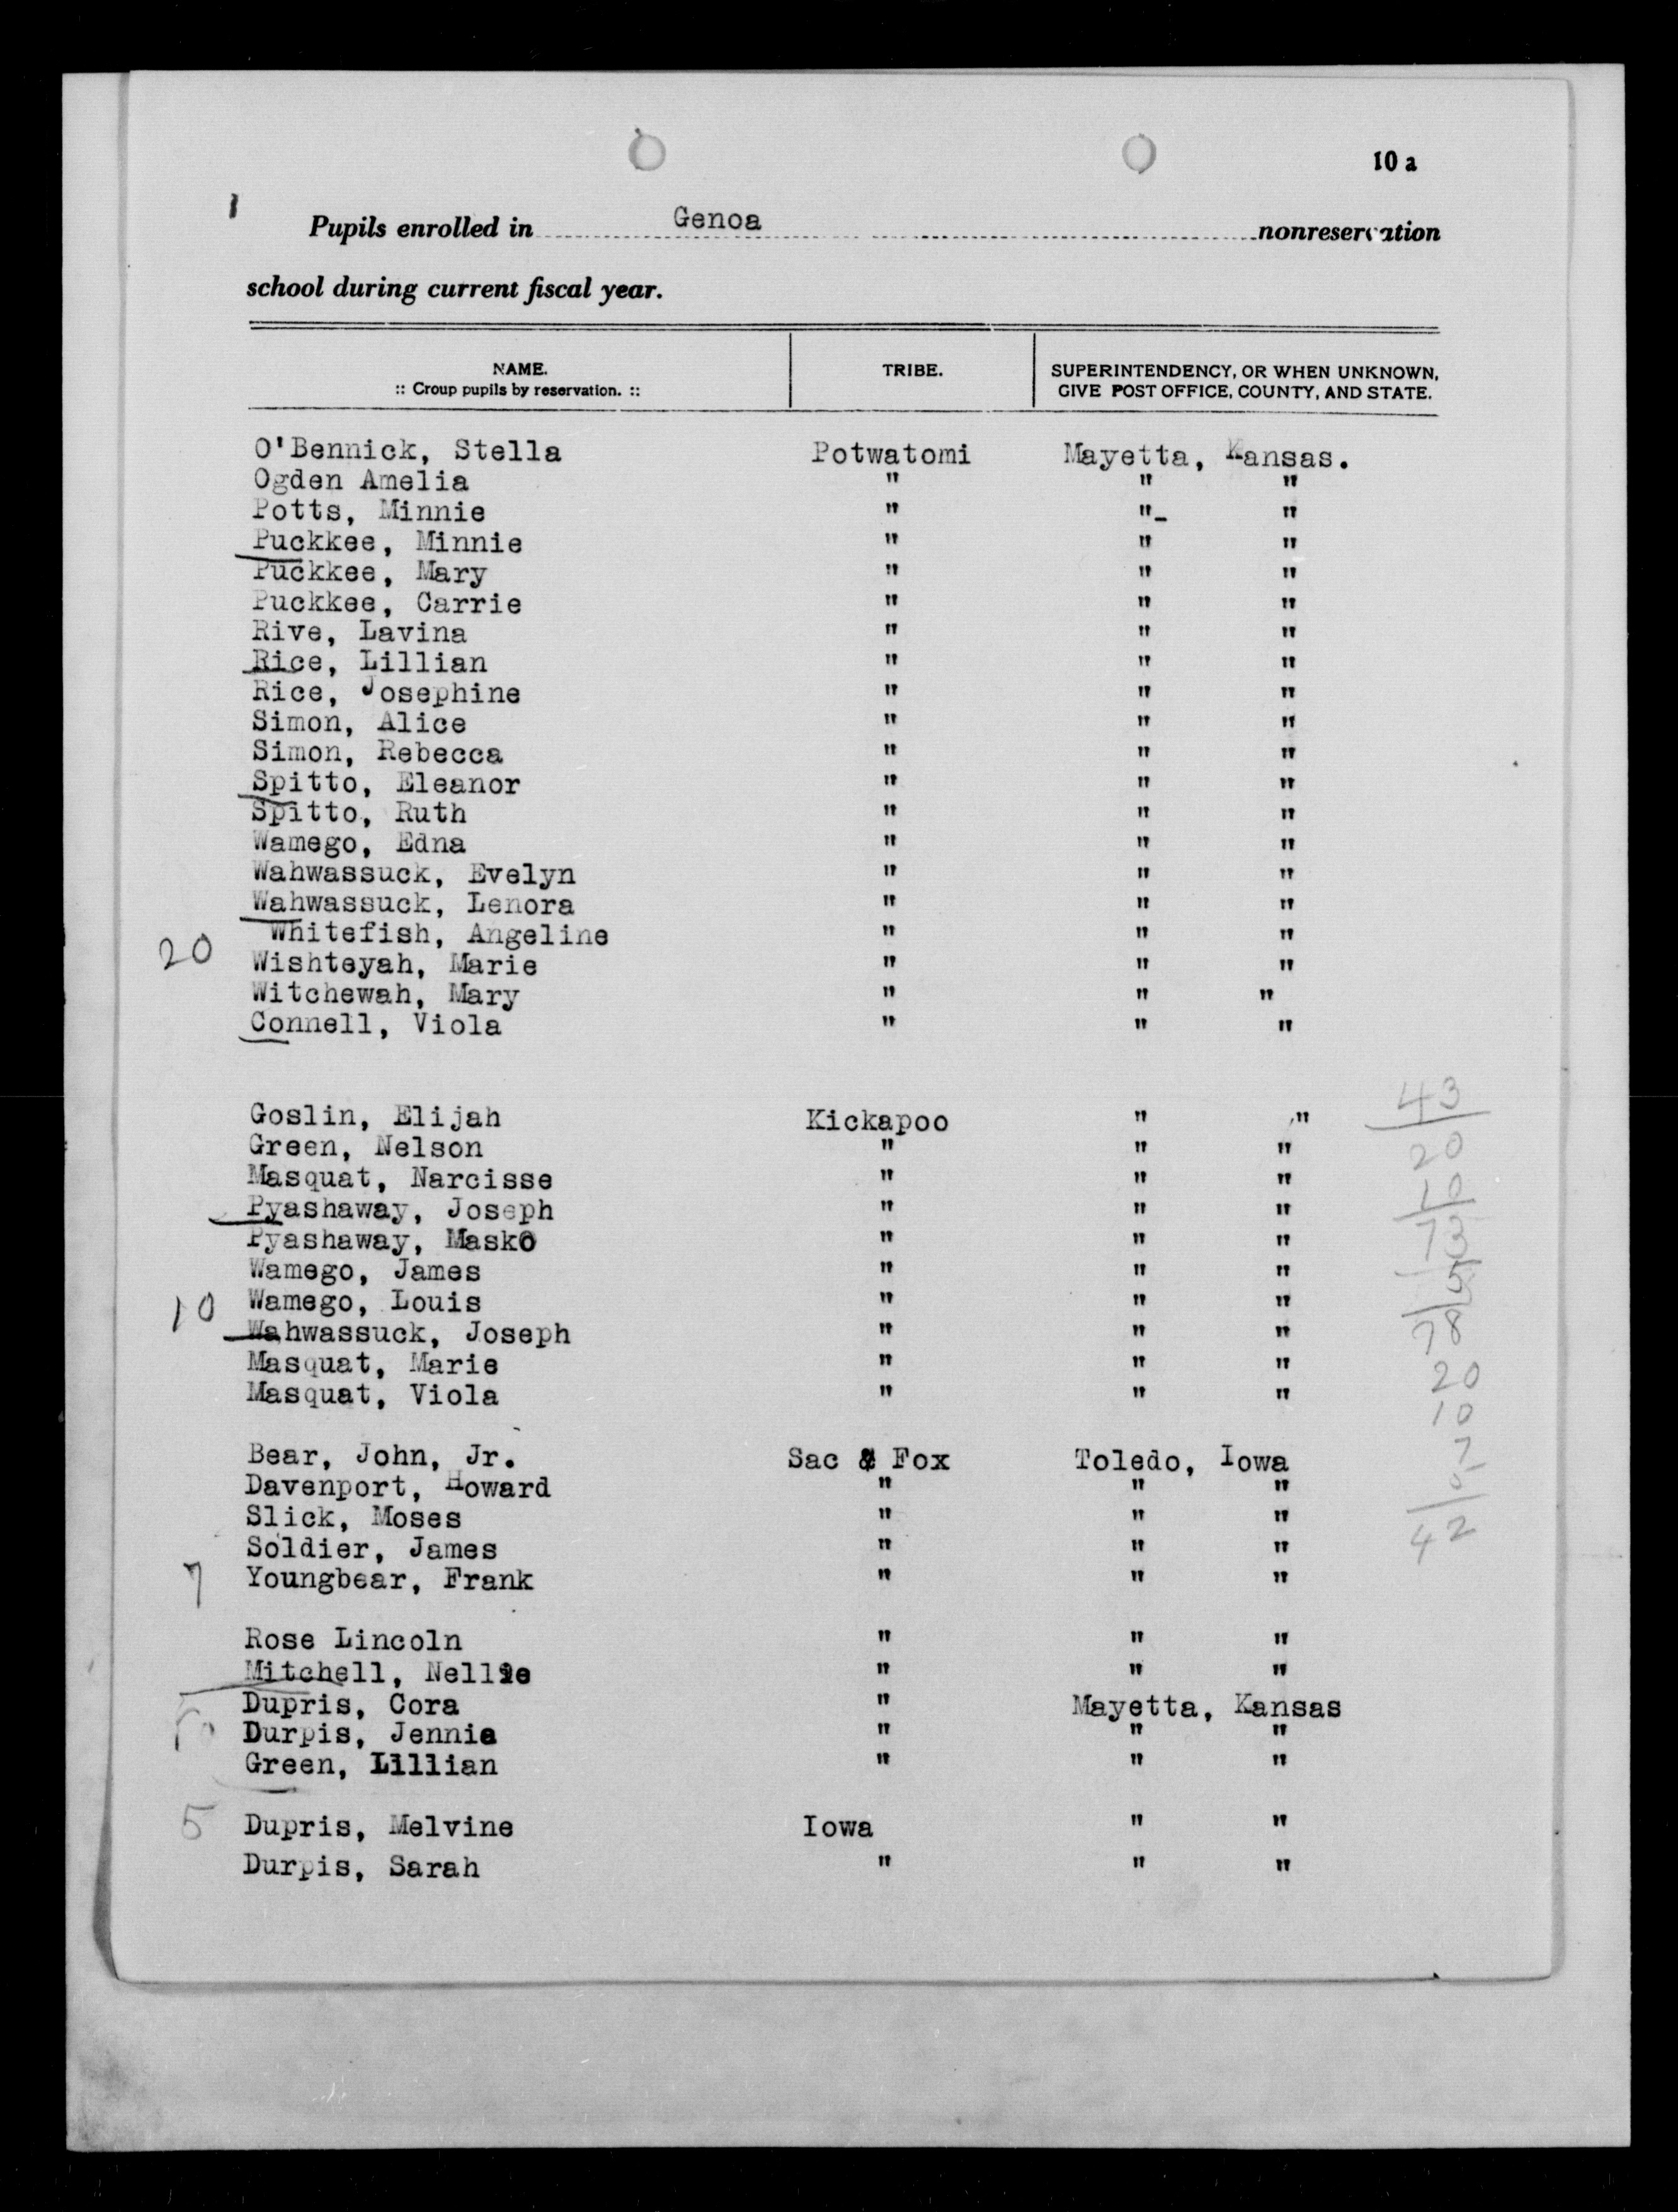 10 a
1
Pupils enrolled in Genoa nonreservation
school during current fiscal year.
NAME. TRIBE. SUPERINTENDENCY, OR WHEN UNKNOWN,
:: Croup pupils by reservation. :: GIVE POST OFFICE, COUNTY, AND STATE.
O'Bennick, Stella Potwatomi Mayetta, Kansas.
Ogden Amelia " " "
Potts, Minnie " "_ "
Puckkee, Minnie " " "
Puckkee, Mary " " "
Puckkee, Carrie " " "
Rive, Lavina " " "
Rice, Lillian " " "
Rice, Josephine " " "
Simon, Alice " " "
Simon, Rebecca " " "
Spitto, Eleanor " " "
Spitto, Ruth " " "
Wamego, Edna " " "
Wahwassuck, Evelyn " " "
Wahwassuck, Lenora " " "
Whitefish, Angeline " " "
20 Wishteyah, Marie " " "
Witchewah, Mary " " "
Connell, Viola " " "
43
Goslin, Elijah Kickapoo " "
Green, Nelson " " " 20
Masquat, Narcisse " " " 10
Pyashaway, Joseph " " "
Pyashaway, Masko " " " 73
Wamego, James " " " 5
10 Wamego, Louis " " "
Wahwassuck, Joseph " " " 78
Masquat, Marie " " " 20
Masquat, Viola " " " 10
Bear, John, Jr. Sac & Fox Toledo, Iowa 7
Davenport, Howard " " " 5
Slick, Moses " " "
Soldier, James " " " 42
7 Youngbear, Frank " " "
Rose Lincoln " " "
Mitchell, Nellie " " "
Dupris, Cora " Mayetta, Kansas
Durpis, Jennie " " "
Green, Lillian " " "
5 Dupris, Melvine Iowa " "
Durpis, Sarah " " "